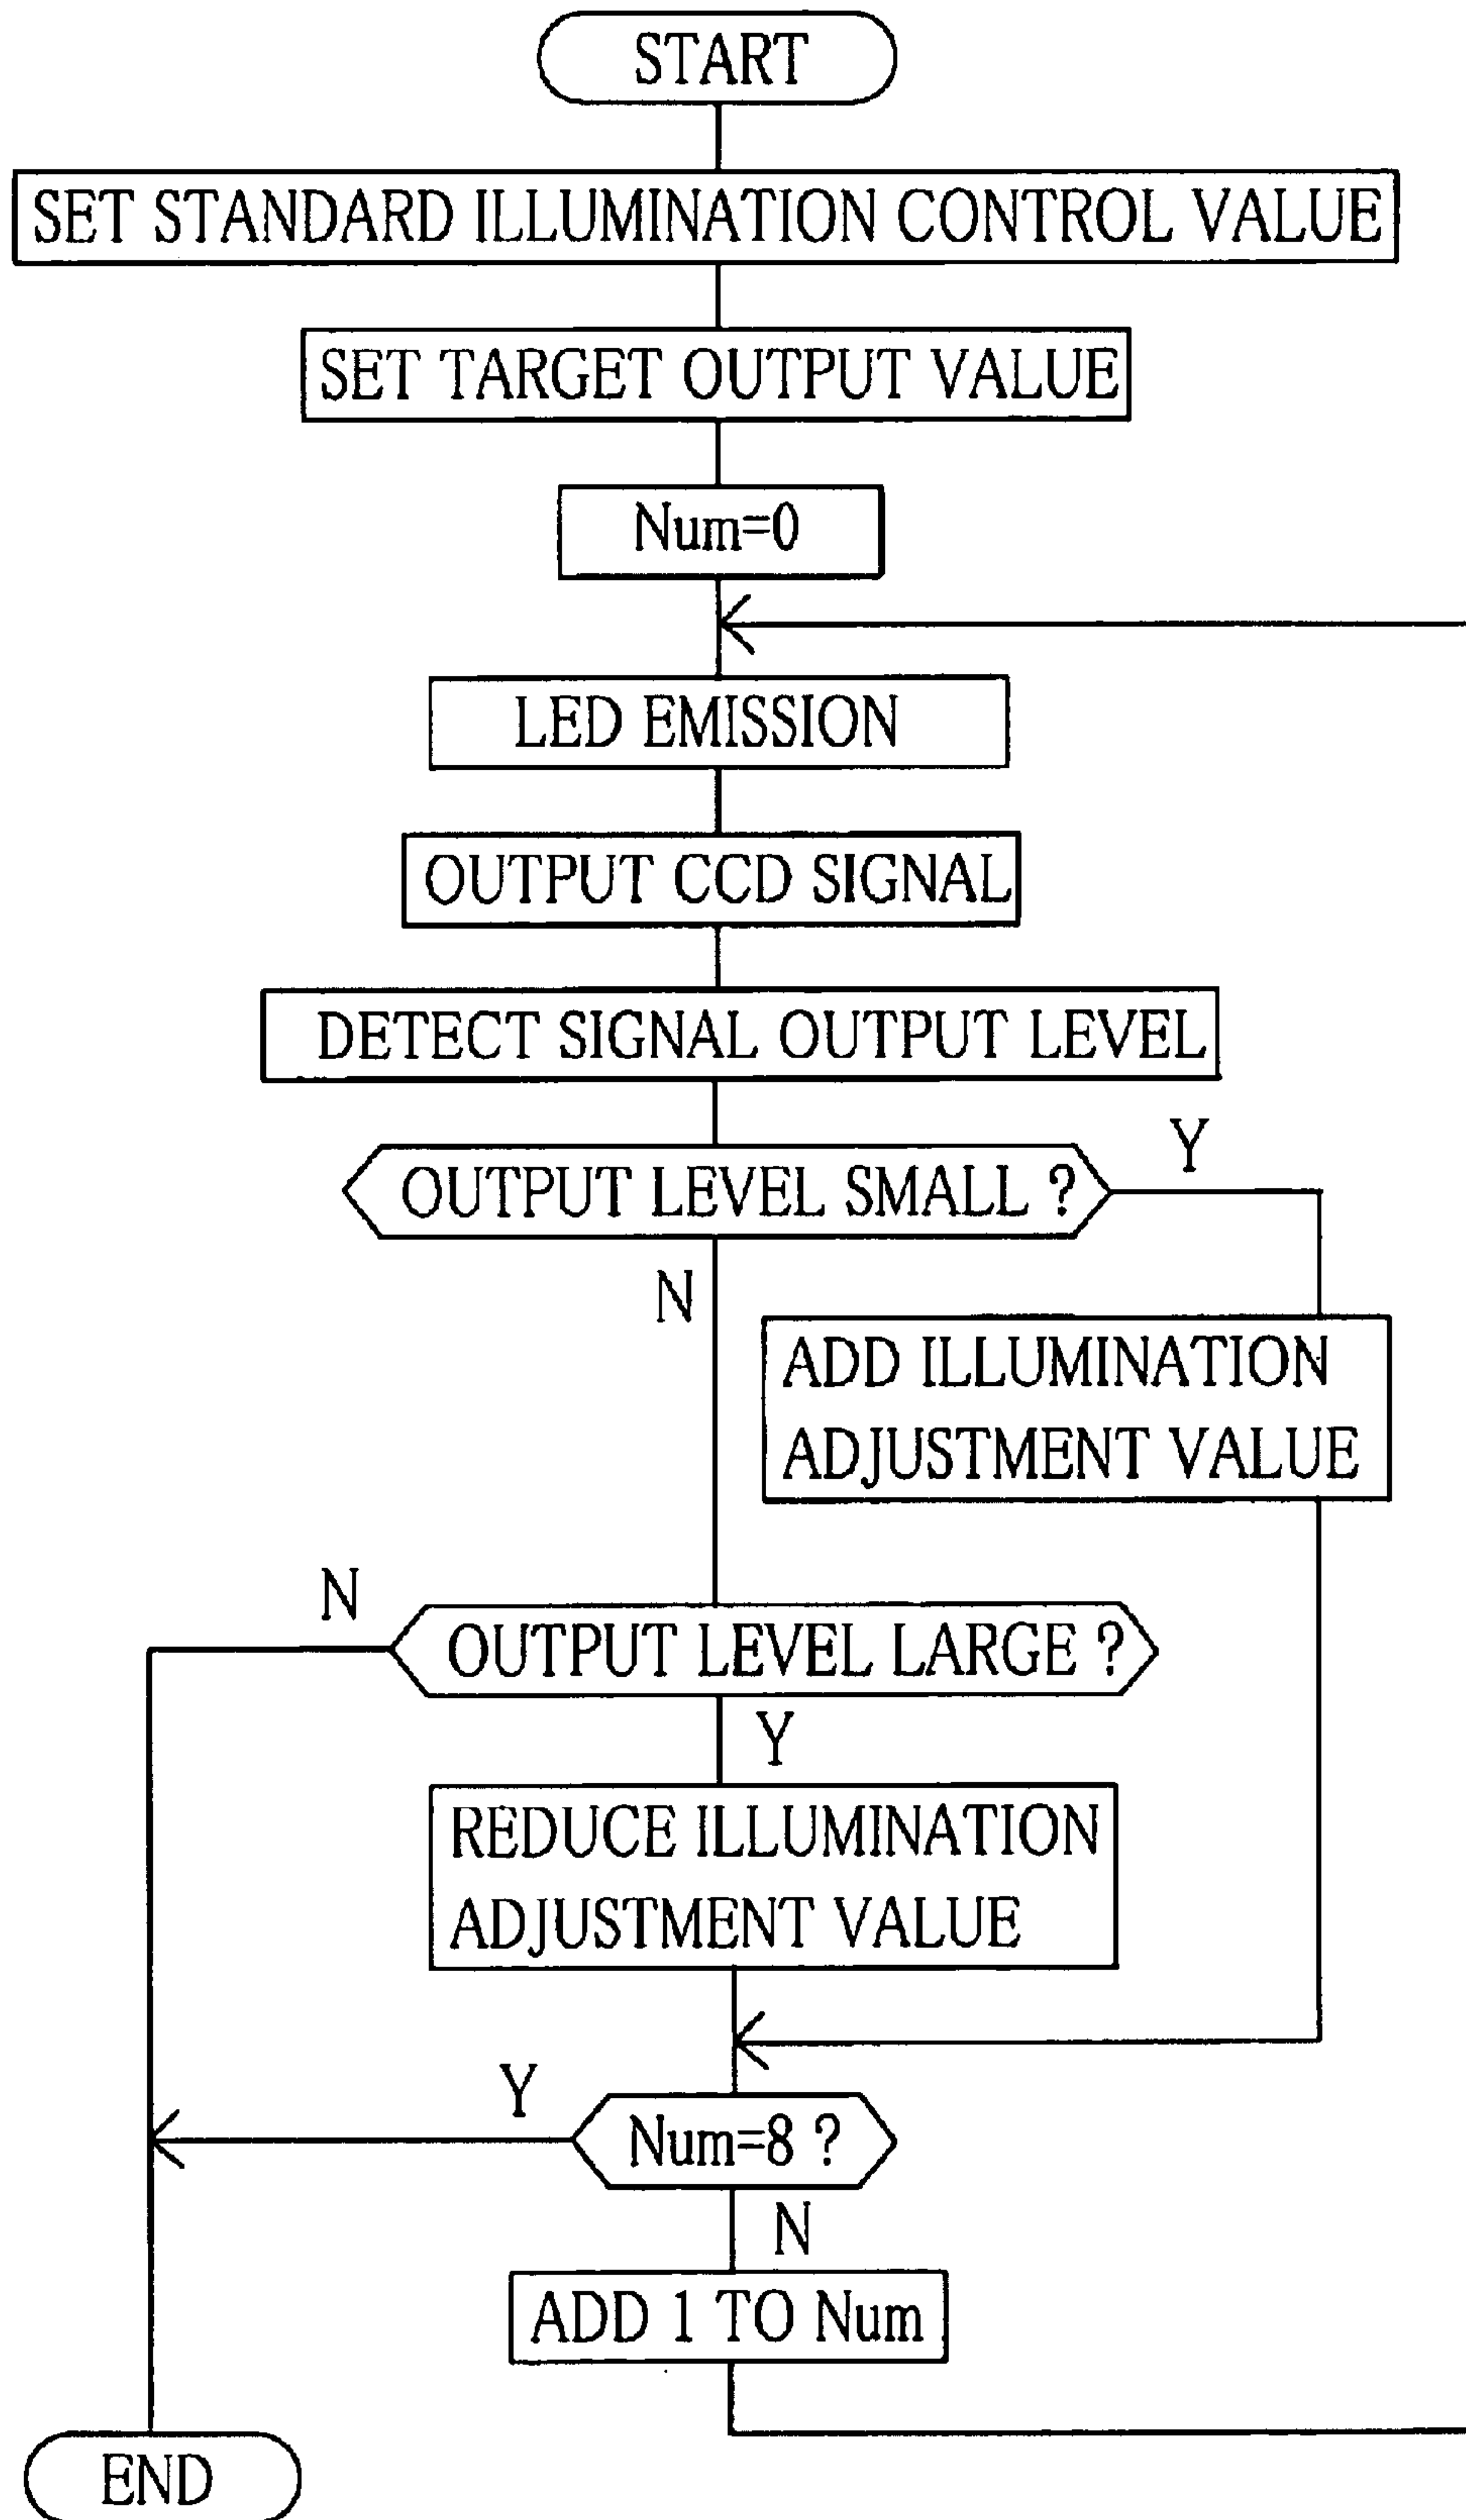 START
SET STANDARD ILLUMINATION CONTROL VALUE
SET TARGET OUTPUT VALUE
Num=0
LED EMISSION
OUTPUT CCD SIGNAL
DETECT SIGNAL OUTPUT LEVEL
Y
OUTPUT LEVEL SMALL ?
N
ADD ILLUMINATION
ADJUSTMENT VALUE
N
OUTPUT LEVEL LARGE ?
Y
REDUCE ILLUMINATION
ADJUSTMENT VALUE
Y
Num=8 ?
N
ADD 1 TO Num
END